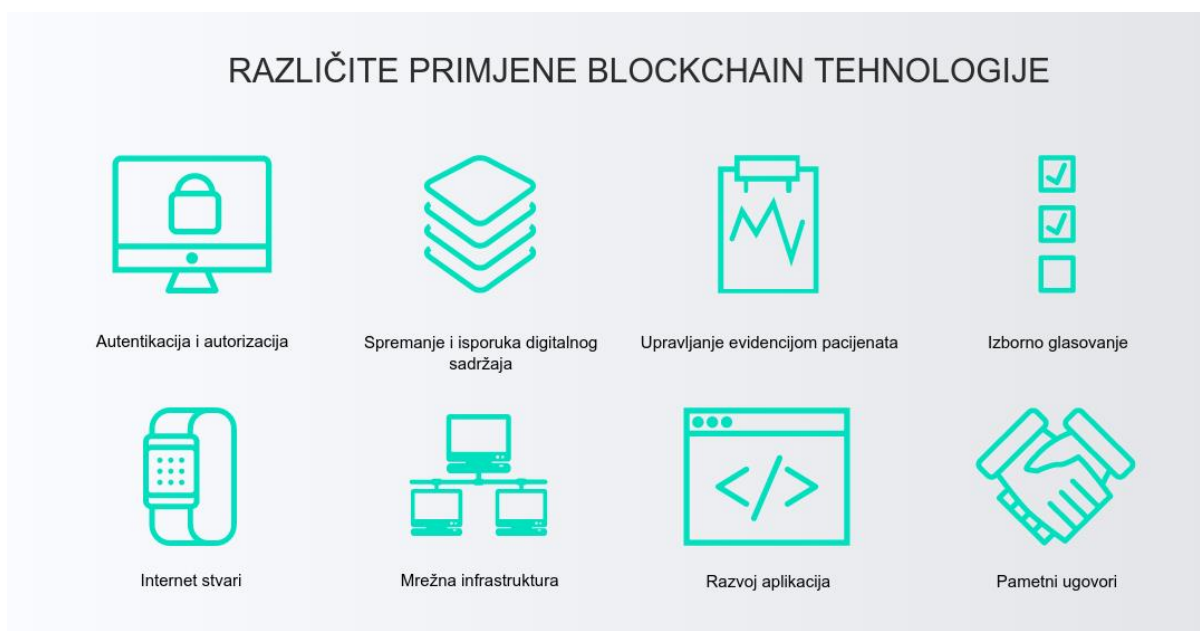 RAZLIČITE PRIMJENE BLOCKCHAIN TEHNOLOGIJE
Autentikacija i autorizacija
Spremanje i isporuka digitalnog
sadržaja
Upravljanje evidencijom pacijenata
Izborno glasovanje
Internet stvari
Mrežna infrastruktura
Razvoj aplikacija
Pametni ugovori